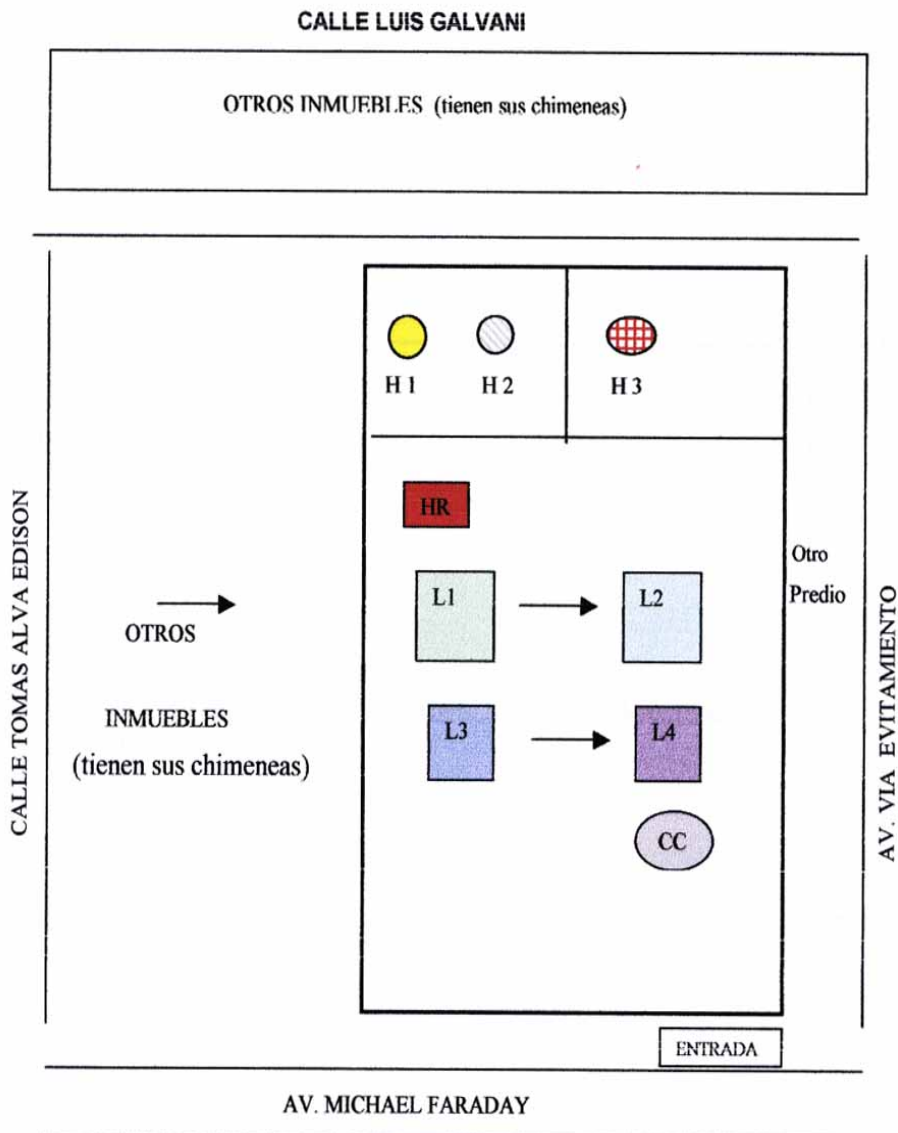 CALLE LUIS GALVANI
OTROS INMUEBLES (tienen sus chimeneas)
H 1
H 2
H 3
HR
L1
L2
Otro
Predio
OTROS
INMUEBLES
(tienen sus chimeneas)
L3
L4
CC
CALLE TOMAS ALVA EDISON
AV. VIA EVITAMIENTO
ENTRADA
AV. MICHAEL FARADAY